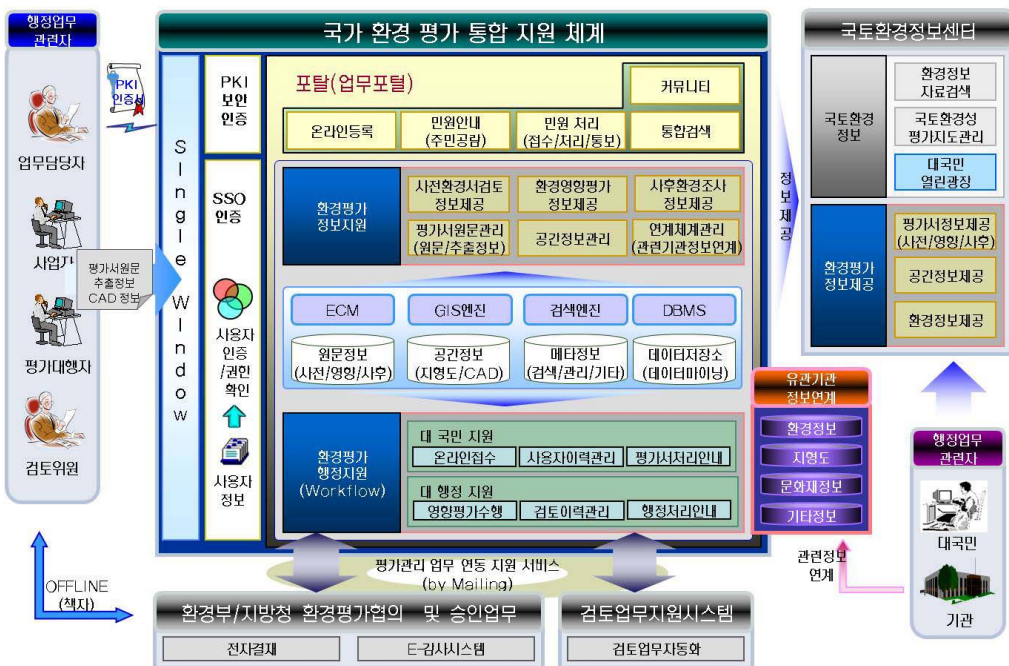 행정업무
관련자
업무담당자
사업자
평가대행자
검토위원
PKI
인증서
평가서원문
추출정보
CAD 정보
OFFLINE
(책자)
국가 환경 평가 통합 지원 체계
Single Window
PKI
보안
인증
SSO
인증
사용자
인증
/권한
확인
사용자
정보
포탈(업무포털)
커뮤니티
온라인등록
민원안내
(주민공람)
민원 처리
(접수/처리/통보)
통합검색
환경평가
정보지원
사전환경서검토
정보제공
환경영향평가
정보제공
사후환경조사
정보제공
평가서원문관리
(원문/추출정보)
공간정보관리
연계체계관리
(관련기관정보연계)
ECM
GIS엔진
검색엔진
DBMS
원문정보
(사전/영향/사후)
공간정보
(지형도/CAD)
메타정보
(검색/관리/기타)
데이터저장소
(데이터마이닝)
환경평가
행정지원
(Workflow)
대 국민 지원
온라인접수
사용자이력관리
평가서처리안내
대 행정 지원
영향평가수행
검토이력관리
행정처리안내
평가관리 업무 연동 지원 서비스
(by Mailing)
환경부/지방청 환경평가협의 및 승인업무
전자결재
E-감사시스템
검토업무지원시스템
검토업무자동화
정보제공
국토환경정보센터
국토환경
정보
환경정보
자료검색
국토환경성
평가지도관리
대국민
열린광장
환경평가
정보제공
평가서정보제공
(사전/영향/사후)
공간정보제공
환경정보제공
유관기관
정보연계
환경정보
지형도
문화재정보
기타정보
관련정보
연계
행정업무
관련자
대국민
기관